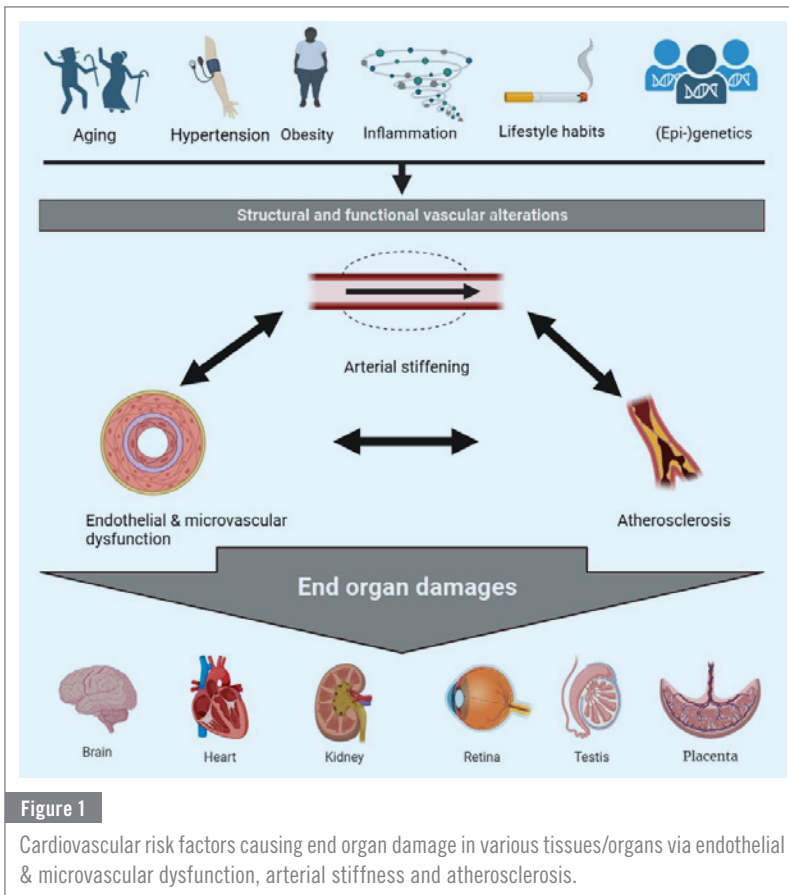 Aging Hypertension Obesity Inflammation Lifestyle habits (Epi-)genetics
Structural and functional vascular alterations
Arterial stiffening
Endothelial & microvascular
dysfunction
Atherosclerosis
End organ damages
Brain Heart Kidney Retina Testis Placenta
Figure 1
Cardiovascular risk factors causing end organ damage in various tissues/organs via endothelial
& microvascular dysfunction, arterial stiffness and atherosclerosis.